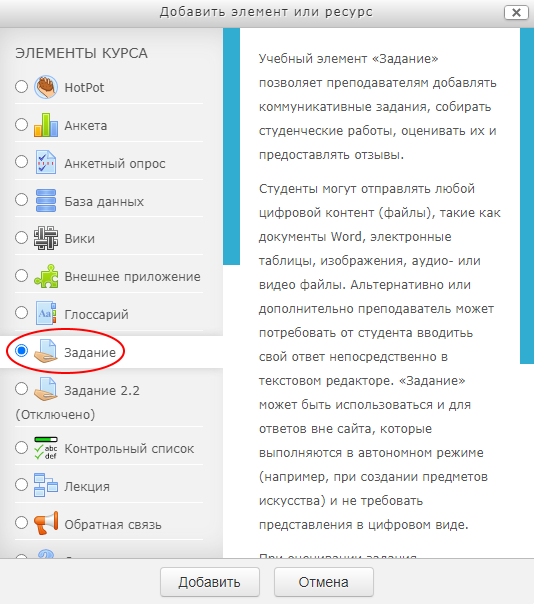 Добавить элемент или ресурс
ЭЛЕМЕНТЫ КУРСА
HotPot
Анкета
Анкетный опрос
База данных
Вики
Внешнее приложение
Глоссарий
Задание
Задание 2.2
(Отключено)
Контрольный список
Лекция
Обратная связь
Учебный элемент «Задание»
позволяет преподавателям добавлять
коммуникативные задания, собирать
студенческие работы, оценивать их и
предоставлять отзывы.
Студенты могут отправлять любой
цифровой контент (файлы), такие как
документы Word, электронные
таблицы, изображения, аудио- или
видео файлы. Альтернативно или
дополнительно преподаватель может
потребовать от студента вводитьь
свой ответ непосредственно в
текстовом редакторе. «Задание»
может быть использоваться и для
ответов вне сайта, которые
выполняются в автономном режиме
(например, при создании предметов
искусства) и не требовать
представления в цифровом виде.
При оценивании задания
Добавить
Отмена